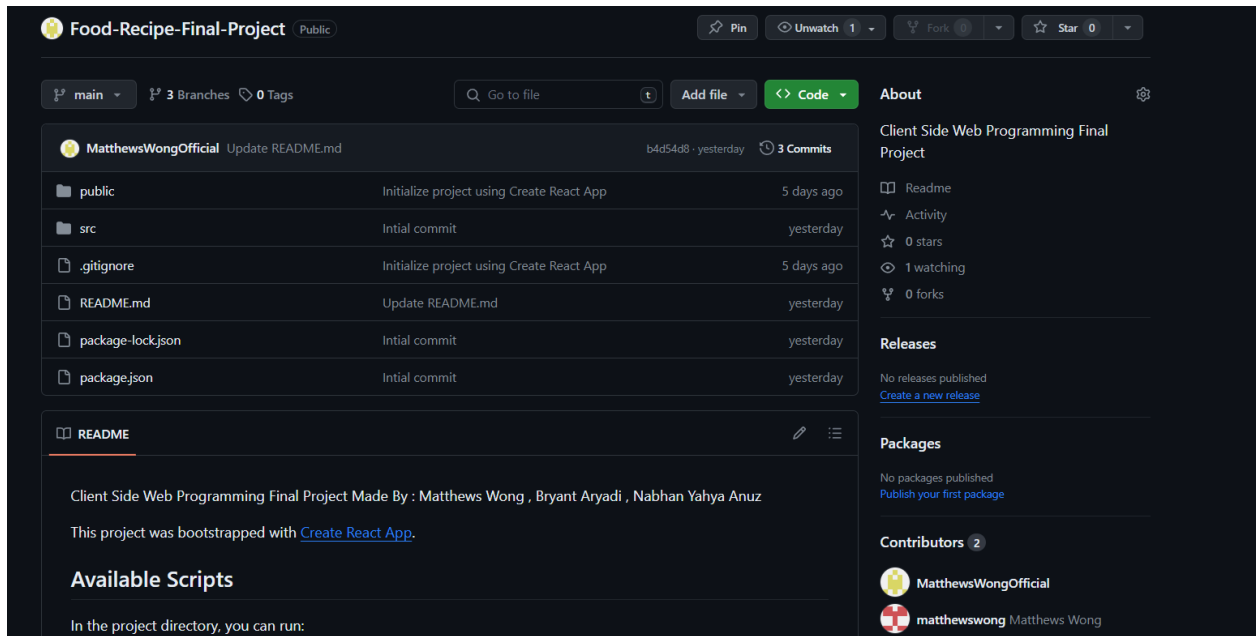 Food-Recipe-Final-Project Public
Pin Unwatch 1 Fork 0 Star 0
main 3 Branches 0 Tags Go to file t Add file <> Code
MatthewsWongOfficial Update README.md b4d54d8 · yesterday 3 Commits
public Initialize project using Create React App 5 days ago
src Intial commit yesterday
.gitignore Initialize project using Create React App 5 days ago
README.md Update README.md yesterday
package-lock.json Intial commit yesterday
package.json Intial commit yesterday
README
Client Side Web Programming Final Project Made By : Matthews Wong , Bryant Aryadi , Nabhan Yahya Anuz
This project was bootstrapped with Create React App.
Available Scripts
In the project directory, you can run:
About
Client Side Web Programming Final
Project
Readme
Activity
0 stars
1 watching
0 forks
Releases
No releases published
Create a new release
Packages
No packages published
Publish your first package
Contributors 2
MatthewsWongOfficial
matthewswong Matthews Wong